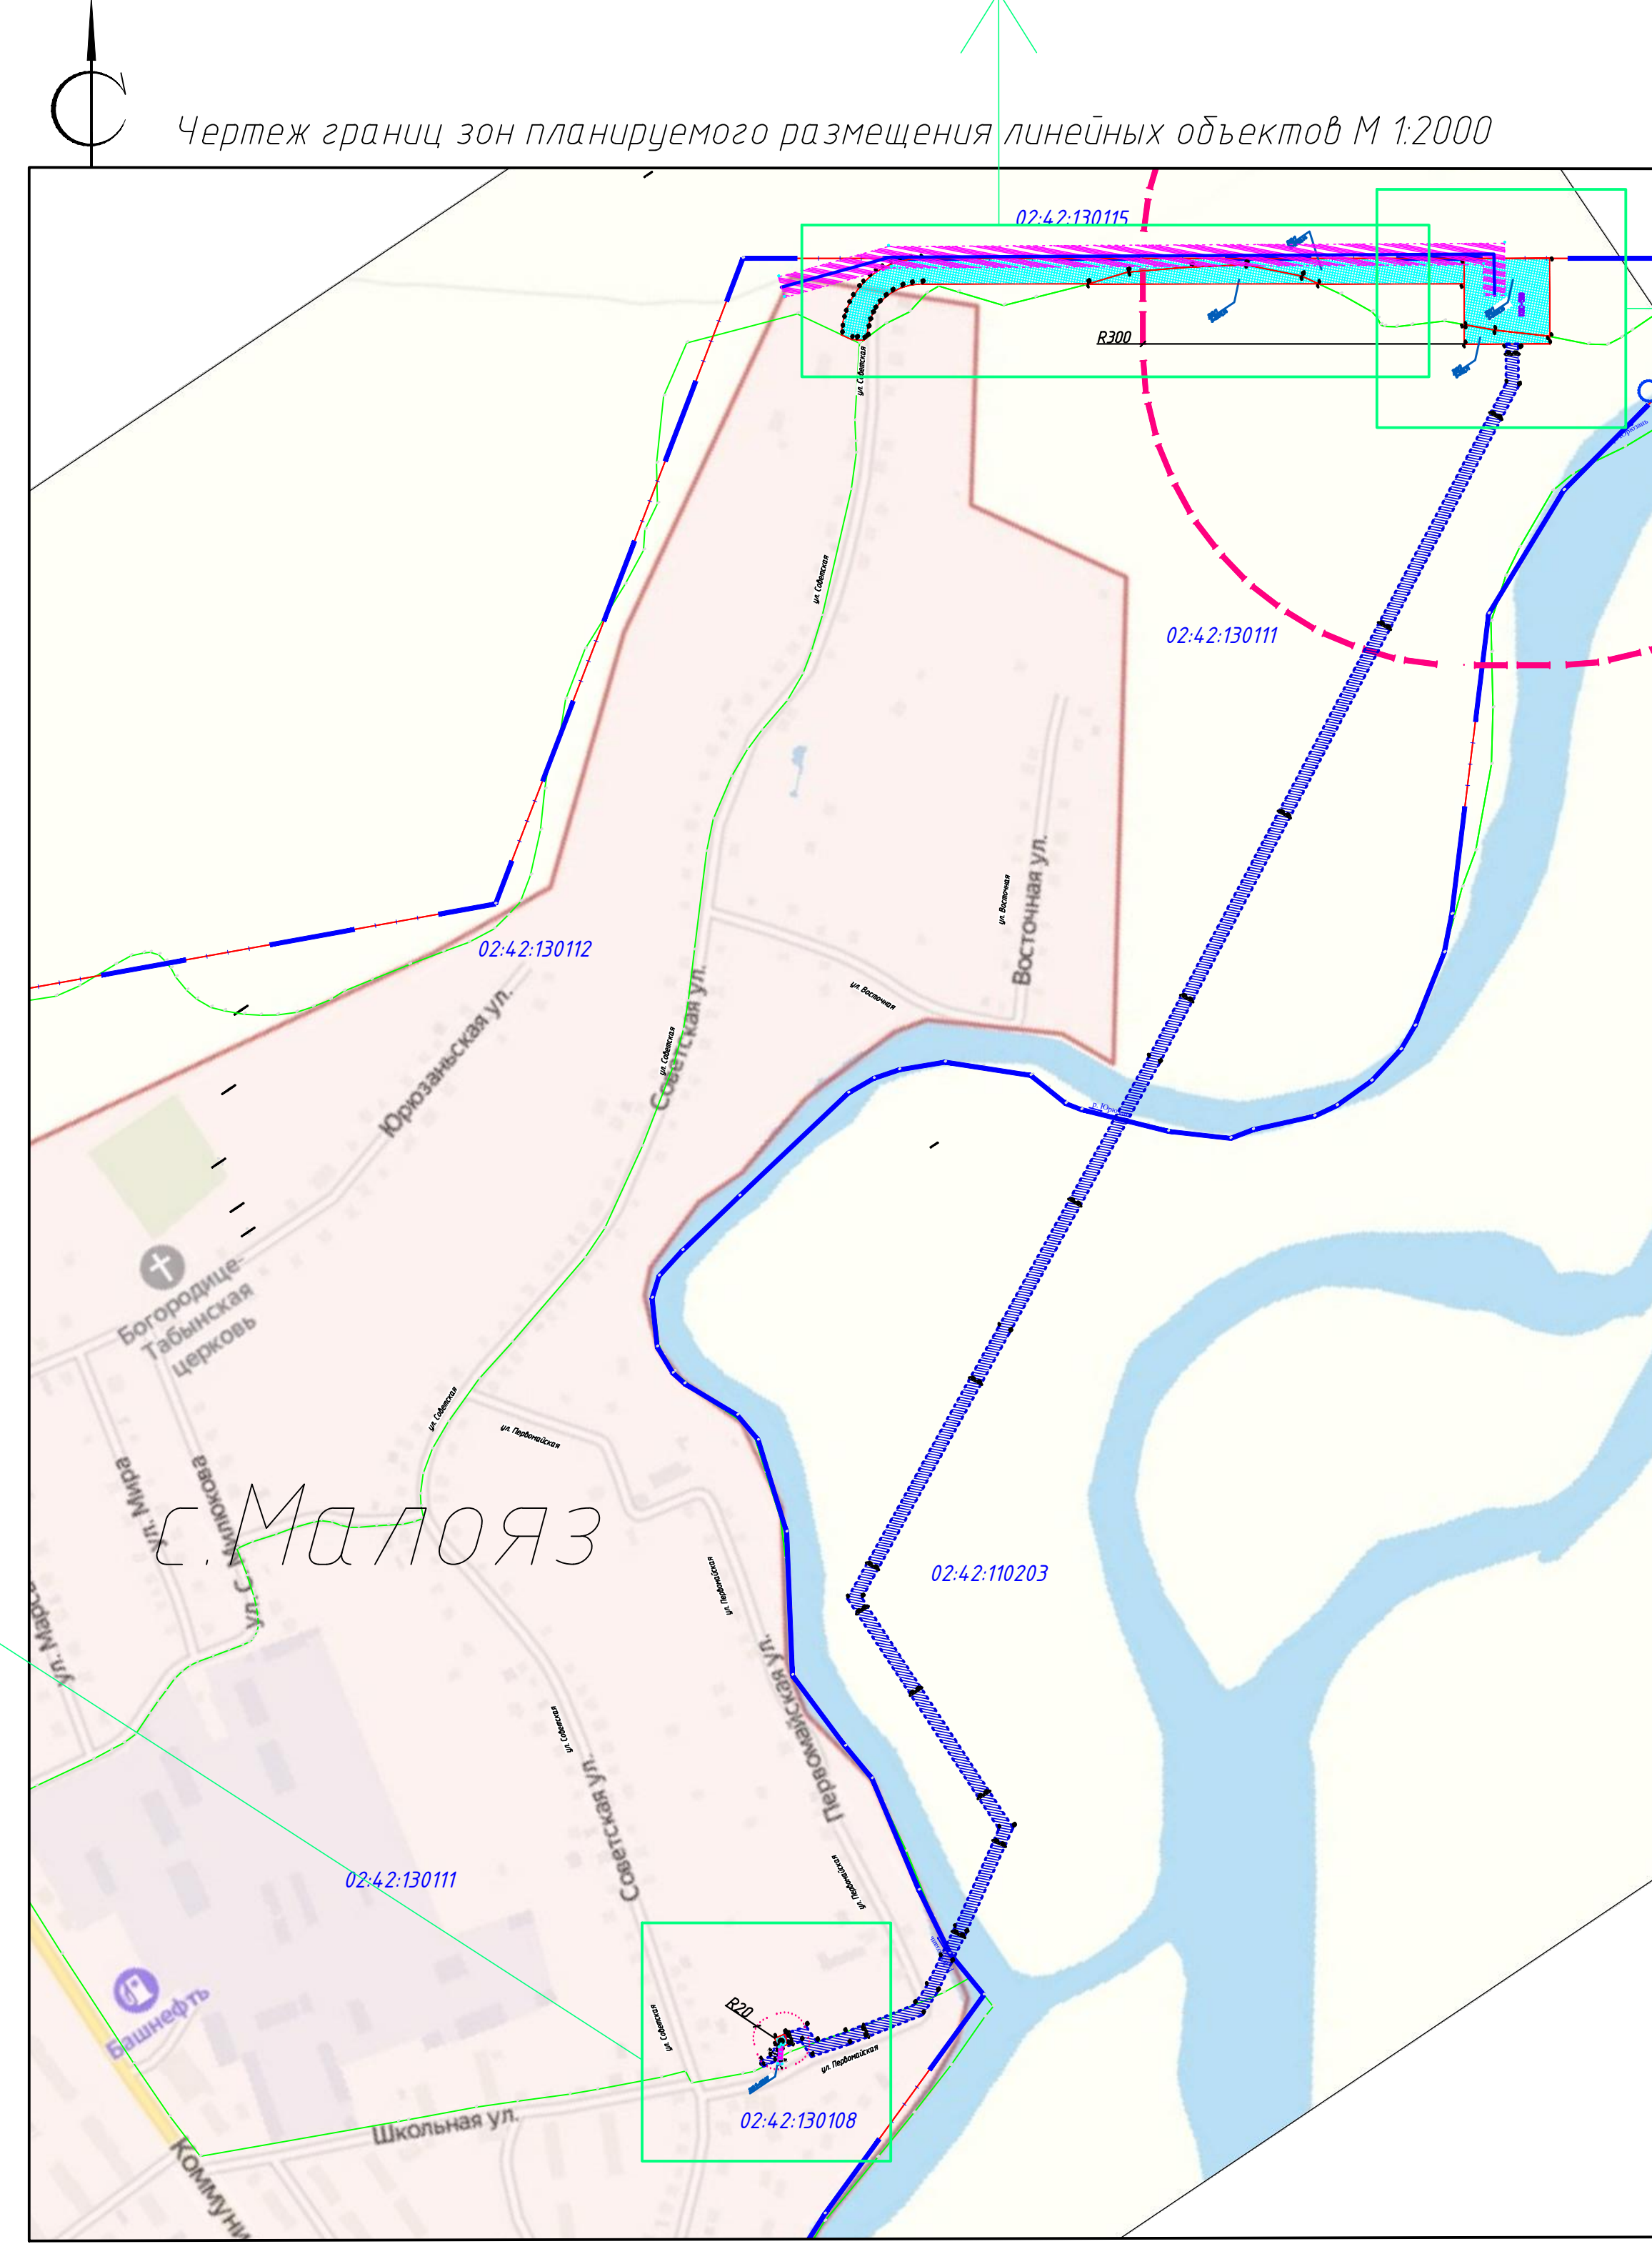 С
Чертеж границ зон планируемого размещения линейных объектов М 1:2000
02:42:130115
R300
ул. Советская
ул. Советская
02:42:130111
Восточная ул.
ул. Восточная
02:42:130112
ул. Восточная
Юрюзаньская ул.
Советская ул.
ул. Советская
Богородице-
Табынская
церковь
ул. Советская
ул. Первомайская
ул. Мира
ул. С. Милюкова
с.Малояз
02:42:110203
ул. Первомайская
Первомайская ул.
ул. Советская
Советская ул.
ул. Первомайская
02:42:130111
Башнефть
R20
ул. Советская
ул. Первомайская
02:42:130108
Школьная ул.
Коммуни